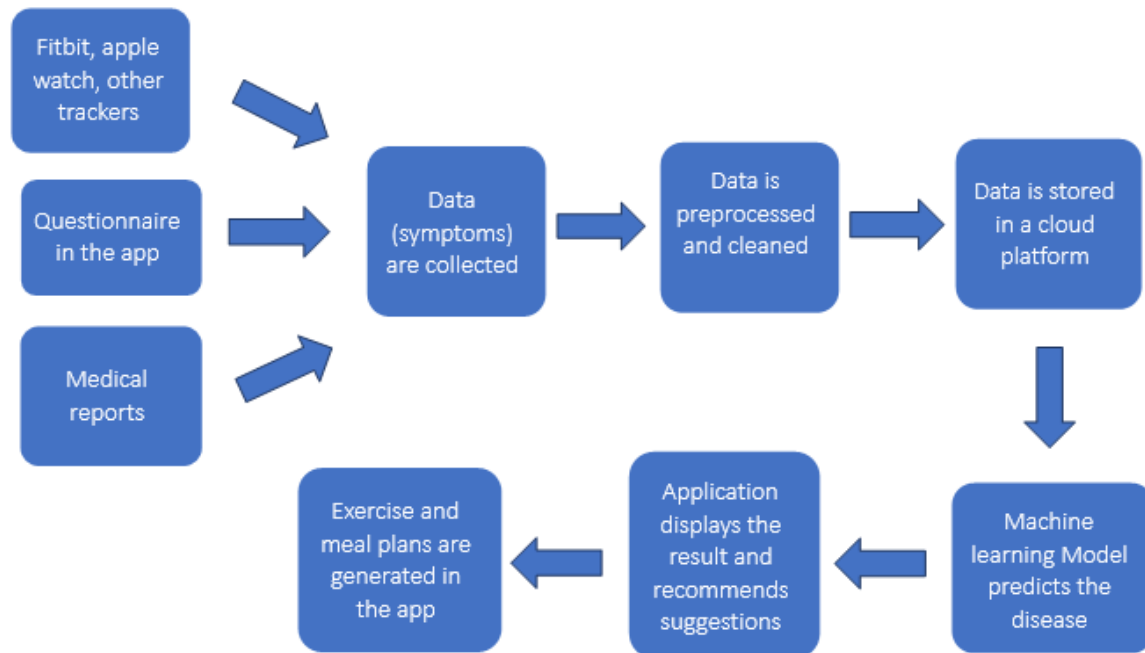 Fitbit, apple
watch, other
trackers
Questionnaire
in the app
Medical
reports
Data
(symptoms)
are collected
Data is
preprocessed
and cleaned
Data is stored
in a cloud
platform
Machine
learning Model
predicts the
disease
Application
displays the
result and
recommends
suggestions
Exercise and
meal plans are
generated in
the app